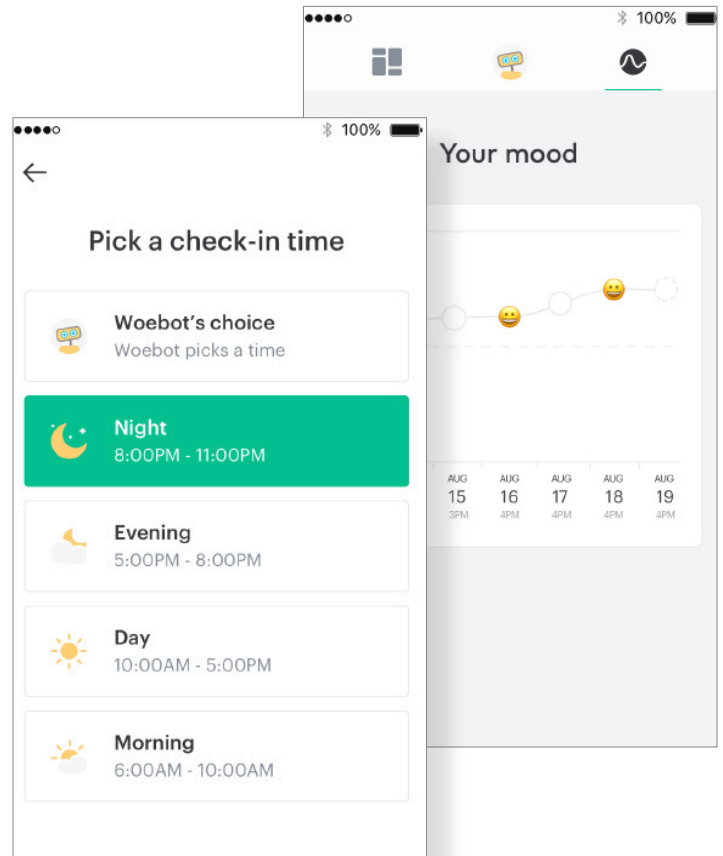 100%
Your mood
AUG AUG AUG AUG AUG
15 16 17 18 19
3PM 4PM 4PM 4PM 4PM
100%
Pick a check-in time
Woebot’s choice
Woebot picks a time
Night
8:00PM - 11:00PM
Evening
5:00PM - 8:00PM
Day
10:00AM - 5:00PM
Morning
6:00AM - 10:00AM